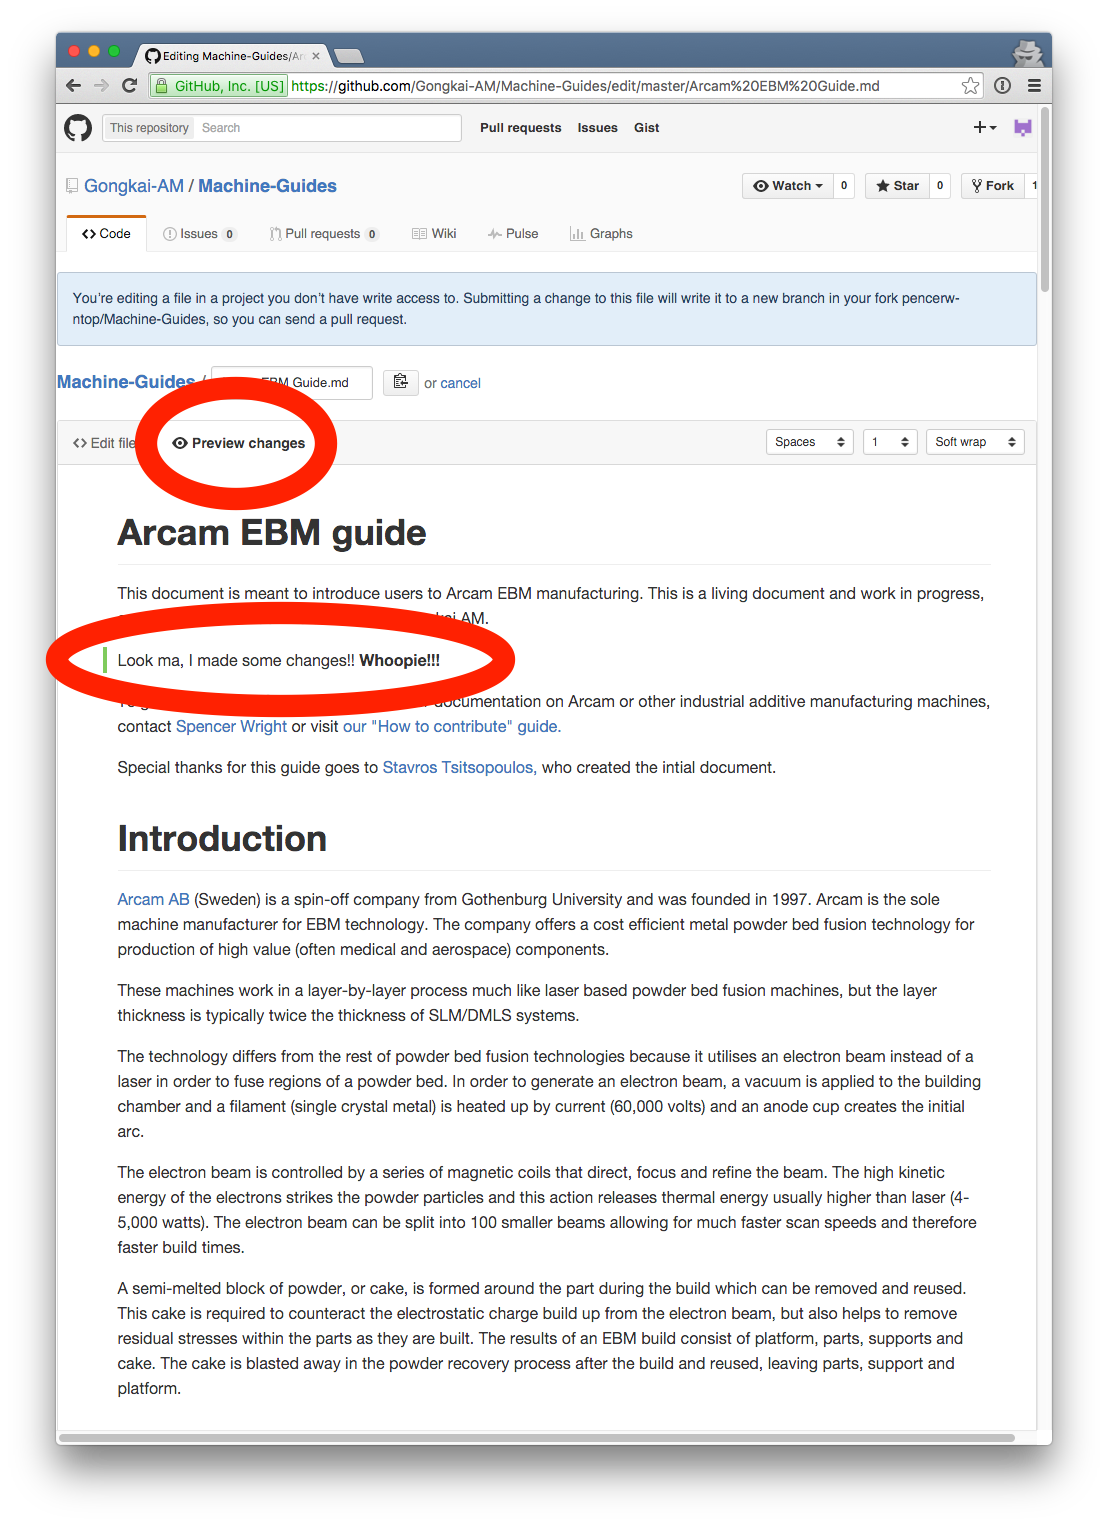 Editing Machine-Guides/Arc
GitHub, Inc. [US] https://github.com/Gongkai-AM/Machine-Guides/edit/master/Arcam%20EBM%20Guide.md
This repository Search Pull requests Issues Gist
Gongkai-AM / Machine-Guides Watch 0 Star 0 Fork 1
Code Issues 0 Pull requests 0 Wiki Pulse Graphs
You're editing a file in a project you don't have write access to. Submitting a change to this file will write it to a new branch in your fork pencerw-
ntop/Machine-Guides, so you can send a pull request.
Machine-Guides / EBM Guide.md or cancel
Edit file Preview changes Spaces 1 Soft wrap
Arcam EBM guide
This document is meant to introduce users to Arcam EBM manufacturing. This is a living document and work in progress,
AM.
Look ma, I made some changes!! Whoopie!!!
documentation on Arcam or other industrial additive manufacturing machines,
contact Spencer Wright or visit our "How to contribute" guide.
Special thanks for this guide goes to Stavros Tsitsopoulos, who created the intial document.
Introduction
Arcam AB (Sweden) is a spin-off company from Gothenburg University and was founded in 1997. Arcam is the sole
machine manufacturer for EBM technology. The company offers a cost efficient metal powder bed fusion technology for
production of high value (often medical and aerospace) components.
These machines work in a layer-by-layer process much like laser based powder bed fusion machines, but the layer
thickness is typically twice the thickness of SLM/DMLS systems.
The technology differs from the rest of powder bed fusion technologies because it utilises an electron beam instead of a
laser in order to fuse regions of a powder bed. In order to generate an electron beam, a vacuum is applied to the building
chamber and a filament (single crystal metal) is heated up by current (60,000 volts) and an anode cup creates the initial
arc.
The electron beam is controlled by a series of magnetic coils that direct, focus and refine the beam. The high kinetic
energy of the electrons strikes the powder particles and this action releases thermal energy usually higher than laser (4-
5,000 watts). The electron beam can be split into 100 smaller beams allowing for much faster scan speeds and therefore
faster build times.
A semi-melted block of powder, or cake, is formed around the part during the build which can be removed and reused.
This cake is required to counteract the electrostatic charge build up from the electron beam, but also helps to remove
residual stresses within the parts as they are built. The results of an EBM build consist of platform, parts, supports and
cake. The cake is blasted away in the powder recovery process after the build and reused, leaving parts, support and
platform.